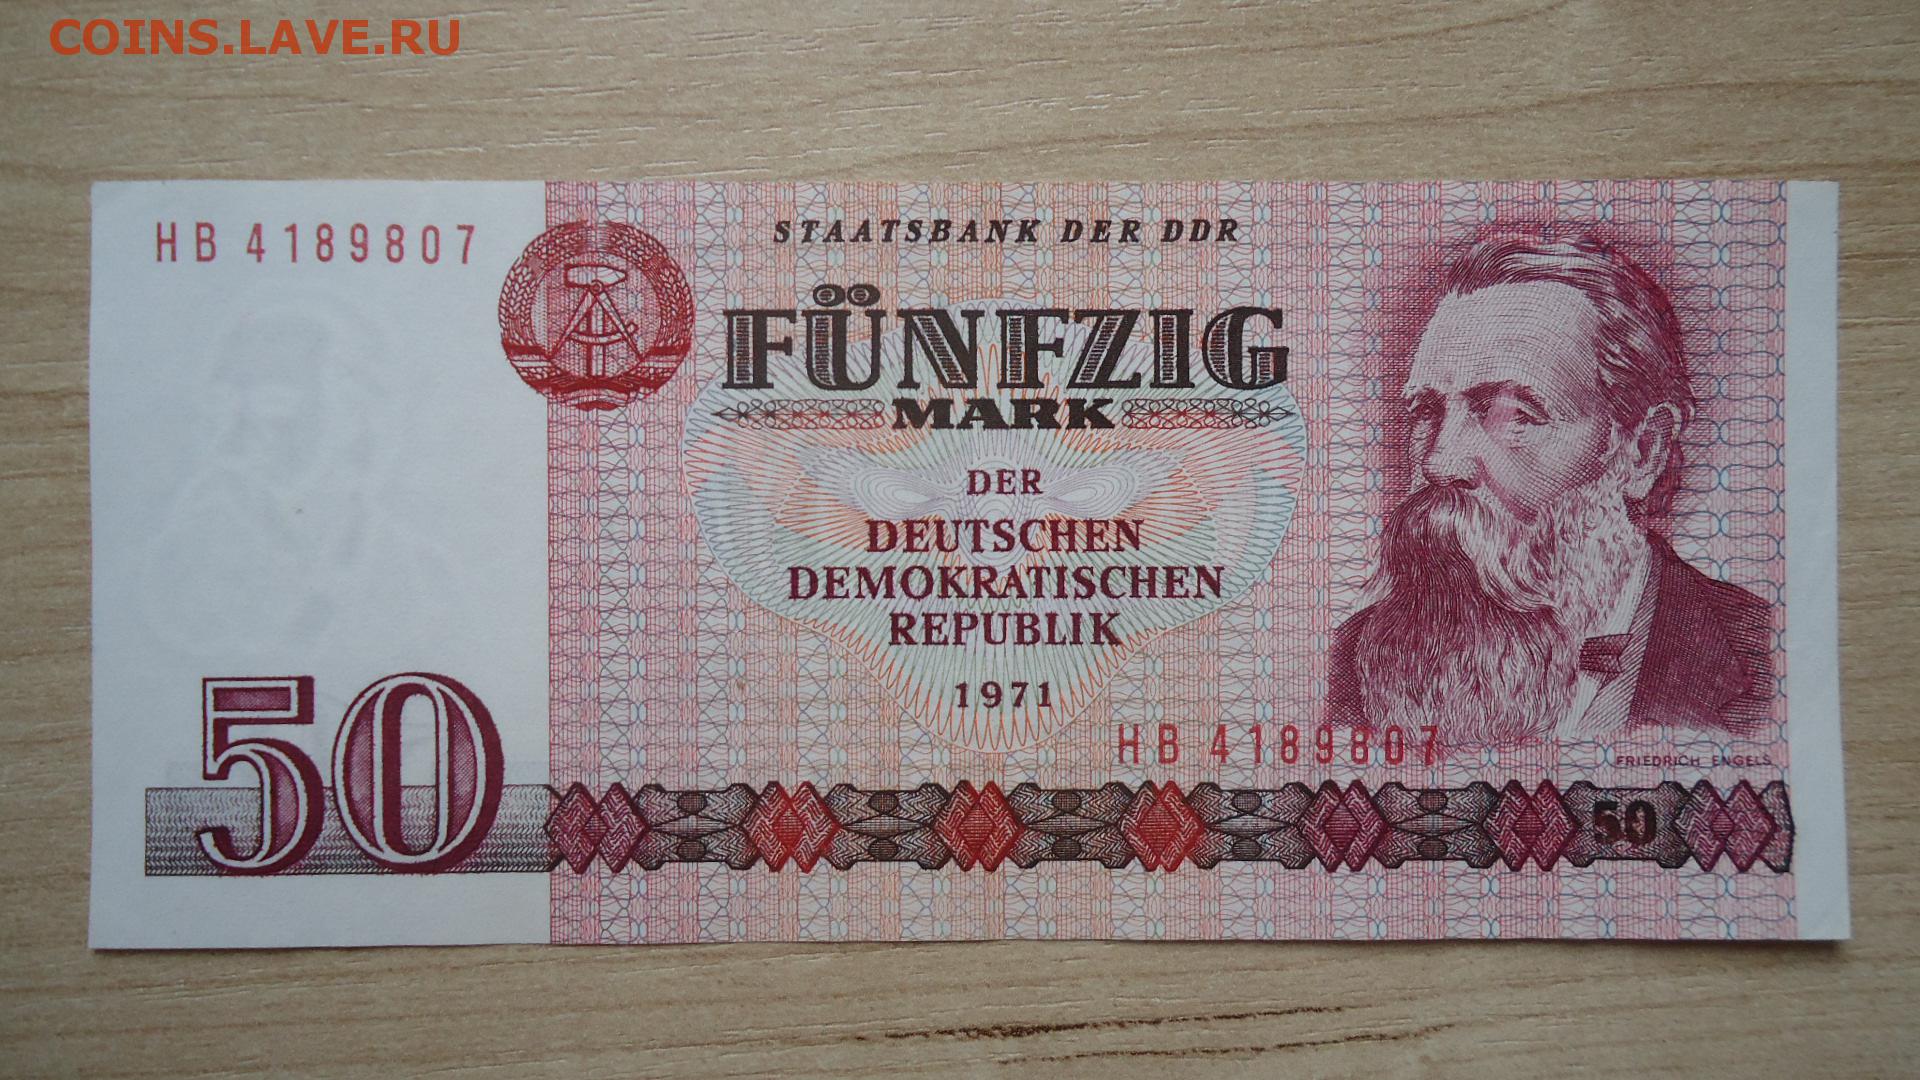 COINS.LAVE.RU
HB 4189807
STAATSBANK DER DDR
FÜNFZIG
MARK
DER
DEUTSCHEN
DEMOKRATISCHEN
REPUBLIK
1971
HB 4189807
FRIEDRICH ENGELS
50
50